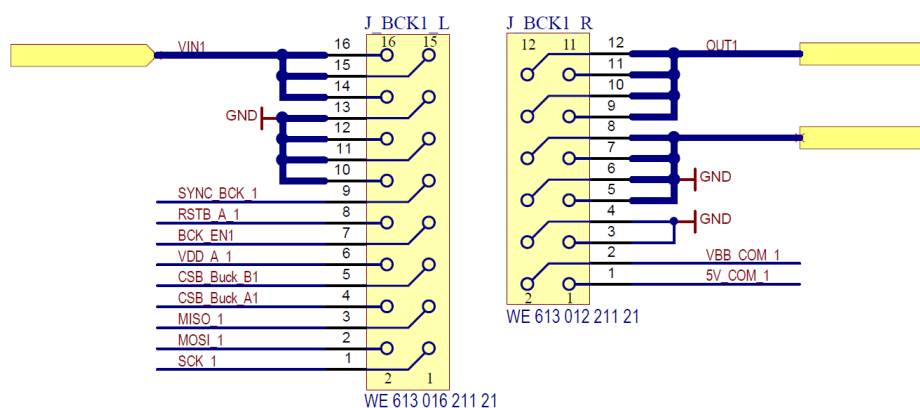 J_BCK1_L
J_BCK1_R
VIN1 16 16 15
15
14
GND 13
12
11
10
SYNC_BCK_1 9
RSTB_A_1 8
BCK_EN1 7
VDD_A_1 6
CSB_Buck_B1 5
CSB_Buck_A1 4
MISO_1 3
MOSI_1 2
SCK_1 1
2 1
WE 613 016 211 21
12 11 12 OUT1
11
10
9
8
7
6 GND
5
4 GND
3
2 VBB_COM_1
1 5V_COM_1
2 1
WE 613 012 211 21